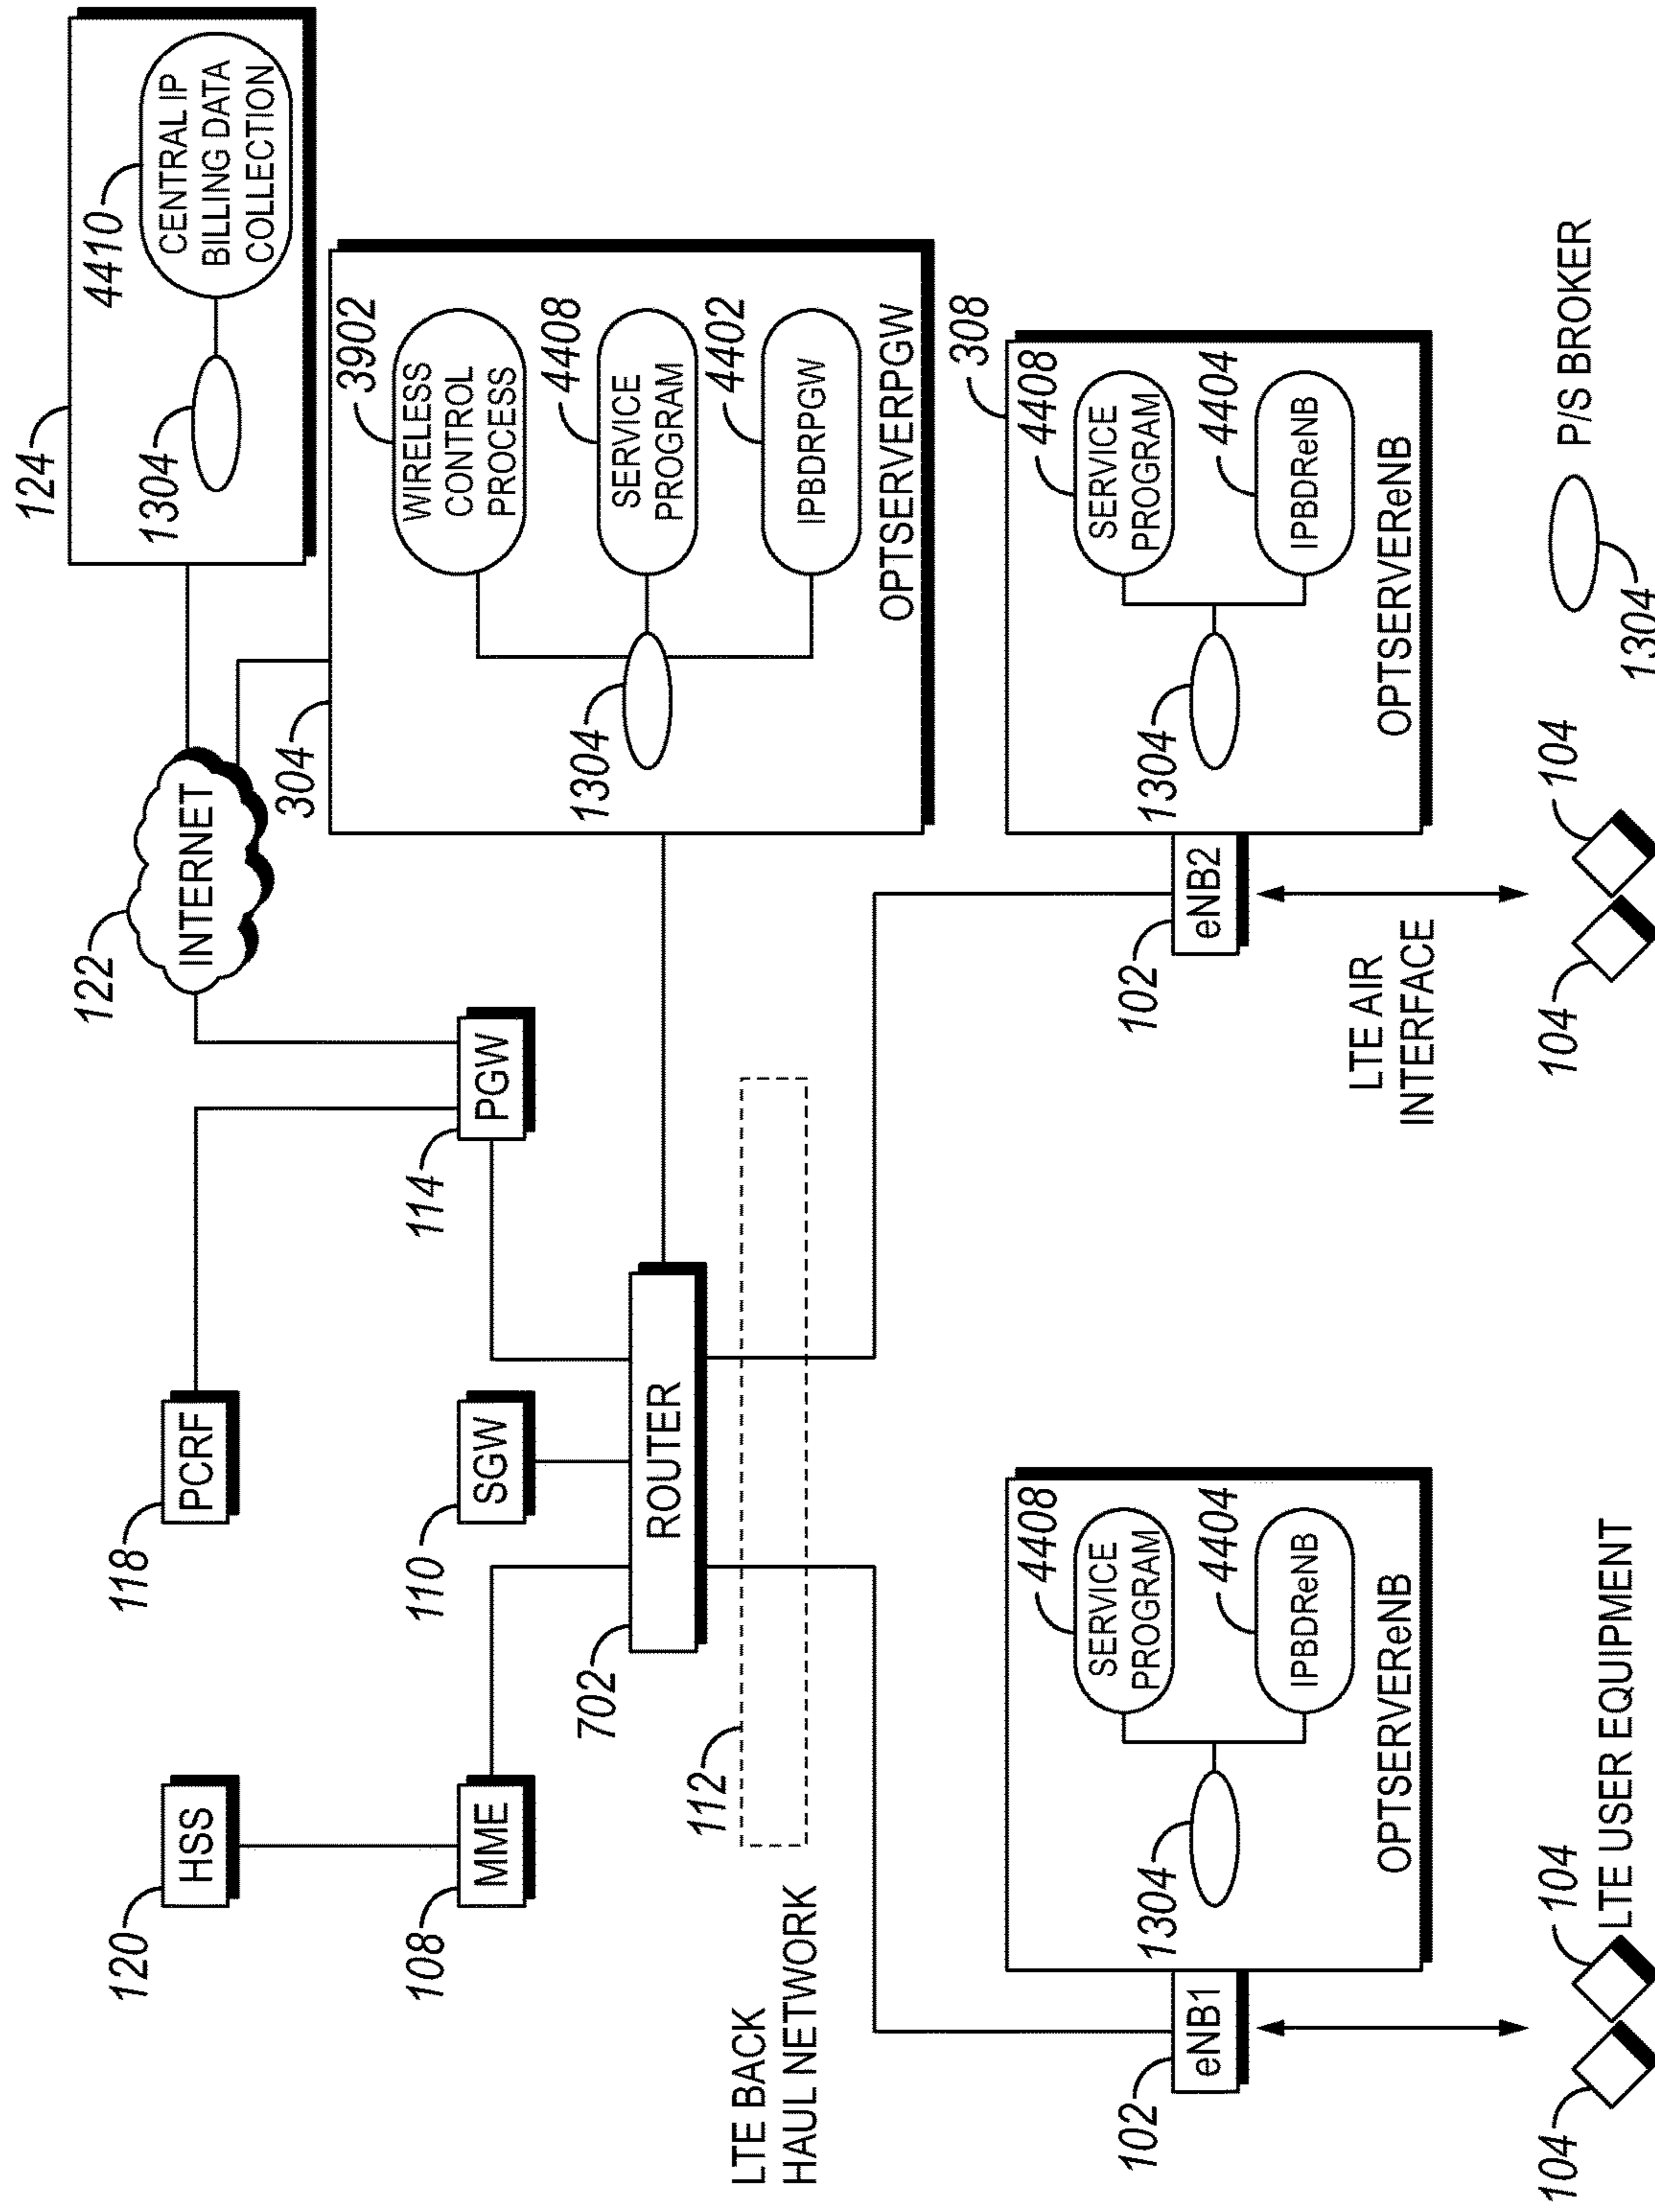 124
4410
CENTRAL IP
BILLING DATA
COLLECTION
1304
122
INTERNET
120
HSS
118
PCRF
304
3902
WIRELESS
CONTROL
PROCESS
4408
SERVICE
PROGRAM
4402
IPBDRPGW
1304
OPTSERVERPGW
108
MME
110
SGW
114
PGW
702
ROUTER
112
LTE BACK
HAUL NETWORK
308
102
eNB1
1304
4408
SERVICE
PROGRAM
4404
IPBDReNB
OPTSERVEReNB
102
eNB2
1304
4408
SERVICE
PROGRAM
4404
IPBDReNB
OPTSERVEReNB
LTE AIR
INTERFACE
104
104
LTE USER EQUIPMENT
104
104
1304
P/S BROKER